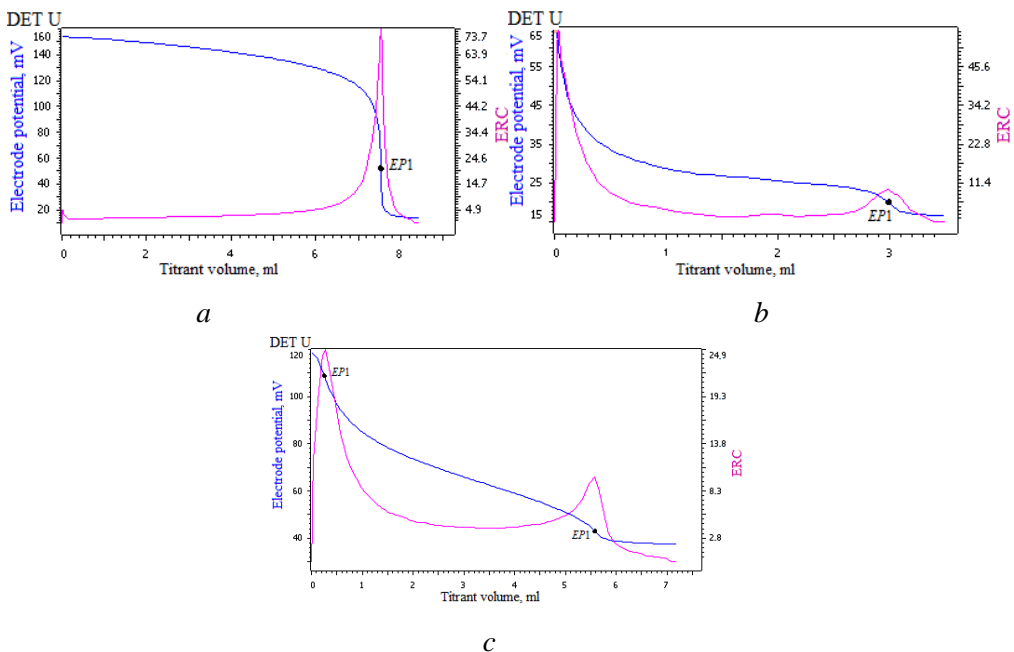 DET U
Electrode potential, mV
160
140
120
100
80
60
40
20
0
2
4
6
8
Titrant volume, ml
73.7
63.9
54.1
44.2
34.4
24.6
14.7
4.9
ERC
EP1
a
DET U
Electrode potential, mV
65
55
45
35
25
15
0
1
2
3
Titrant volume, ml
45.6
34.2
22.8
11.4
ERC
EP1
b
DET U
Electrode potential, mV
120
100
80
60
40
0
1
2
3
4
5
6
7
Titrant volume, ml
24.9
19.3
13.8
8.3
2.8
ERC
EP1
EP1
c